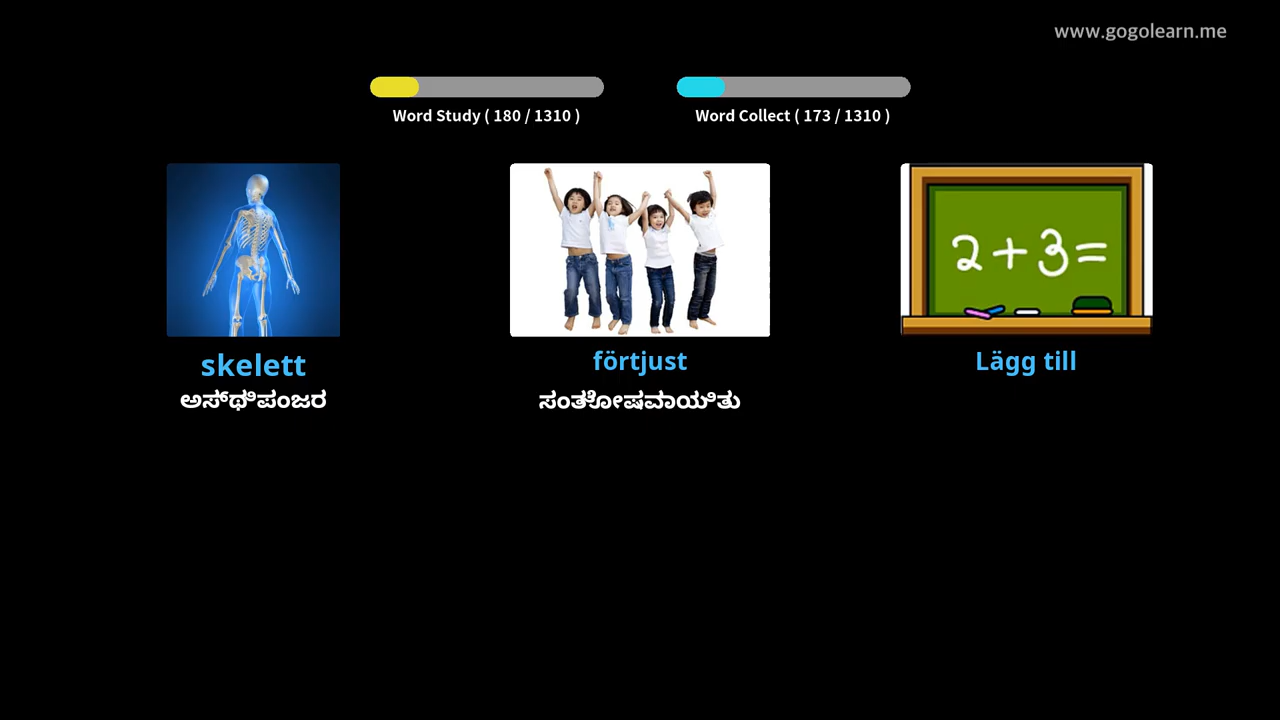 www.gogolearn.me
Word Study ( 180 / 1310 )
Word Collect ( 173 / 1310 )
2+3=
skelett
förtjust
Lägg till
ಅಸ್ಥಿಪಂಜರ
ಸಂತೋಷವಾಯಿತು